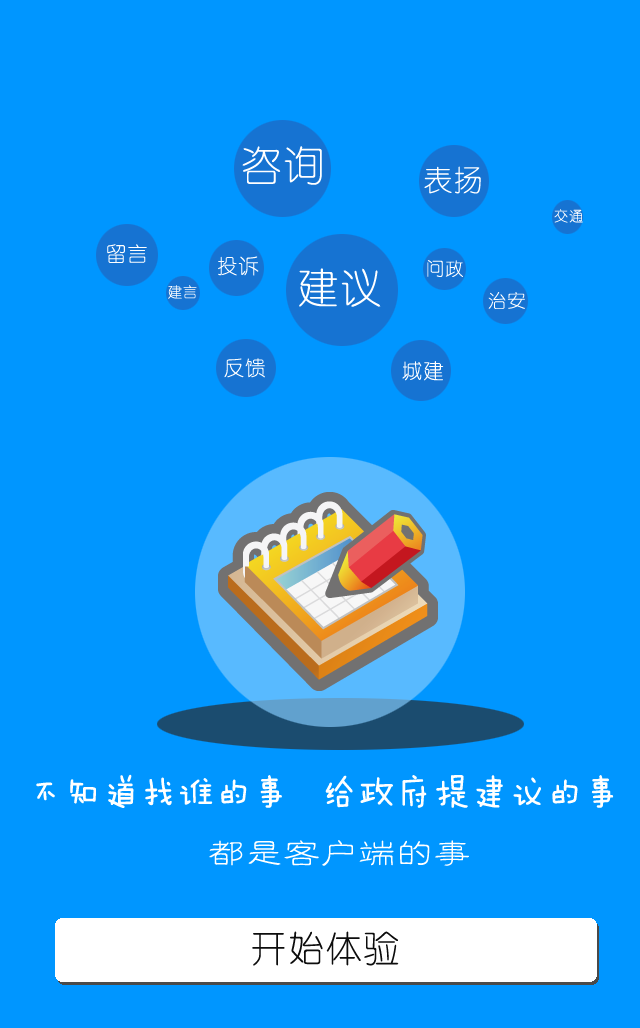 咨询
表扬
交通
留言
投诉
建言
建议
问政
治安
反馈
城建
不知道找谁的事 给政府提建议的事
都是客户端的事
开始体验